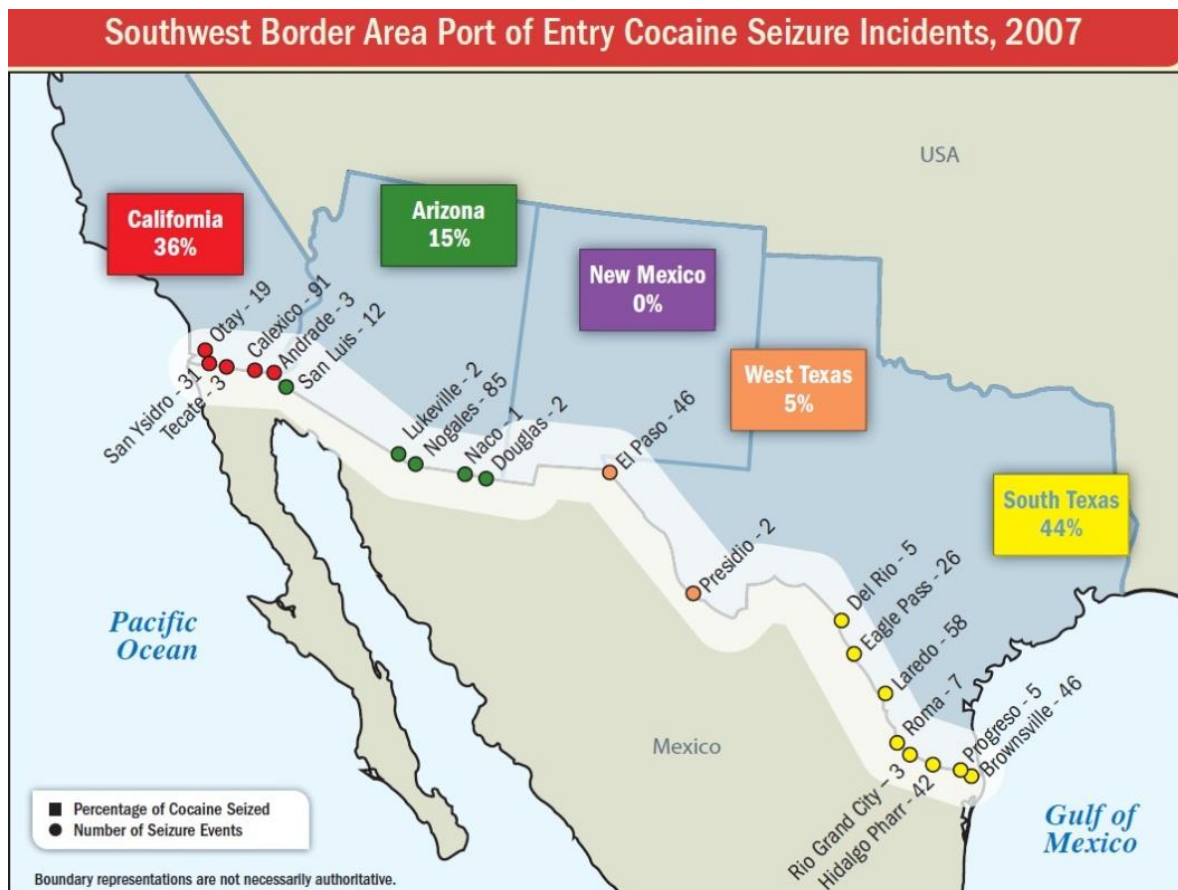 Southwest Border Area Port of Entry Cocaine Seizure Incidents, 2007
USA
California
36%
Arizona
15%
New Mexico
0%
West Texas
5%
South Texas
44%
Otay - 19
San Ysidro - 31
Tecate - 3
Calexico - 91
Andrade - 3
San Luis - 12
Lukeville - 2
Nogales - 85
Naco - 1
Douglas - 2
El Paso - 46
Presidio - 2
Del Rio - 5
Eagle Pass - 26
Laredo - 58
Roma - 7
Rio Grand City – 3
Hidalgo Pharr - 42
Progreso - 5
Brownsville - 46
Pacific
Ocean
Mexico
Gulf of
Mexico
Percentage of Cocaine Seized
Number of Seizure Events
Boundary representations are not necessarily authoritative.